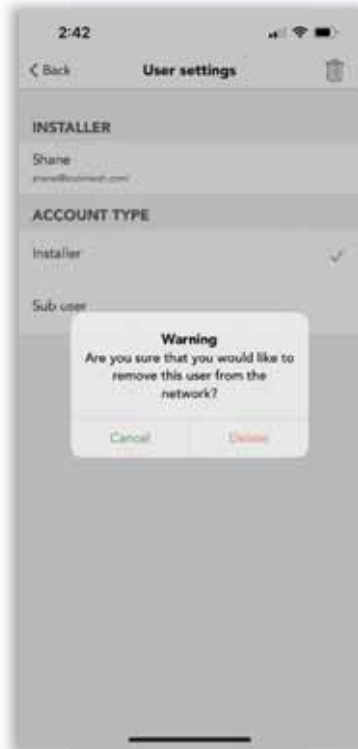 2:42
< Back User settings
INSTALLER
Shane
ACCOUNT TYPE
Installer
Sub user
Warning
Are you sure that you would like to
remove this user from the
network?
Cancel Delete